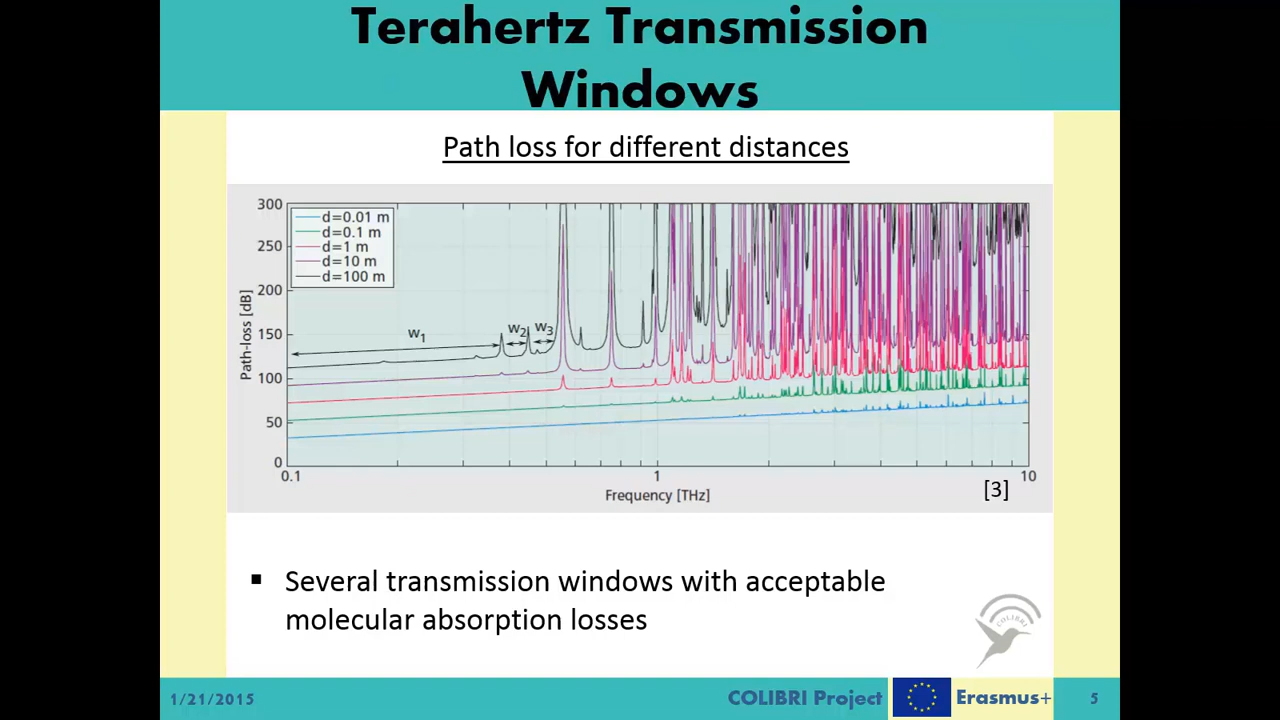 Terahertz Transmission
Windows
Path loss for different distances
300
250
200
150
100
50
0
Path-loss [dB]
d=0.01 m
d=0.1 m
d=1 m
d=10 m
d=100 m
w1
w2
w3
0.1
1
10
Frequency [THz]
[3]
▪ Several transmission windows with acceptable
molecular absorption losses
COLIBRI
1/21/2015
COLIBRI Project
Erasmus+
5